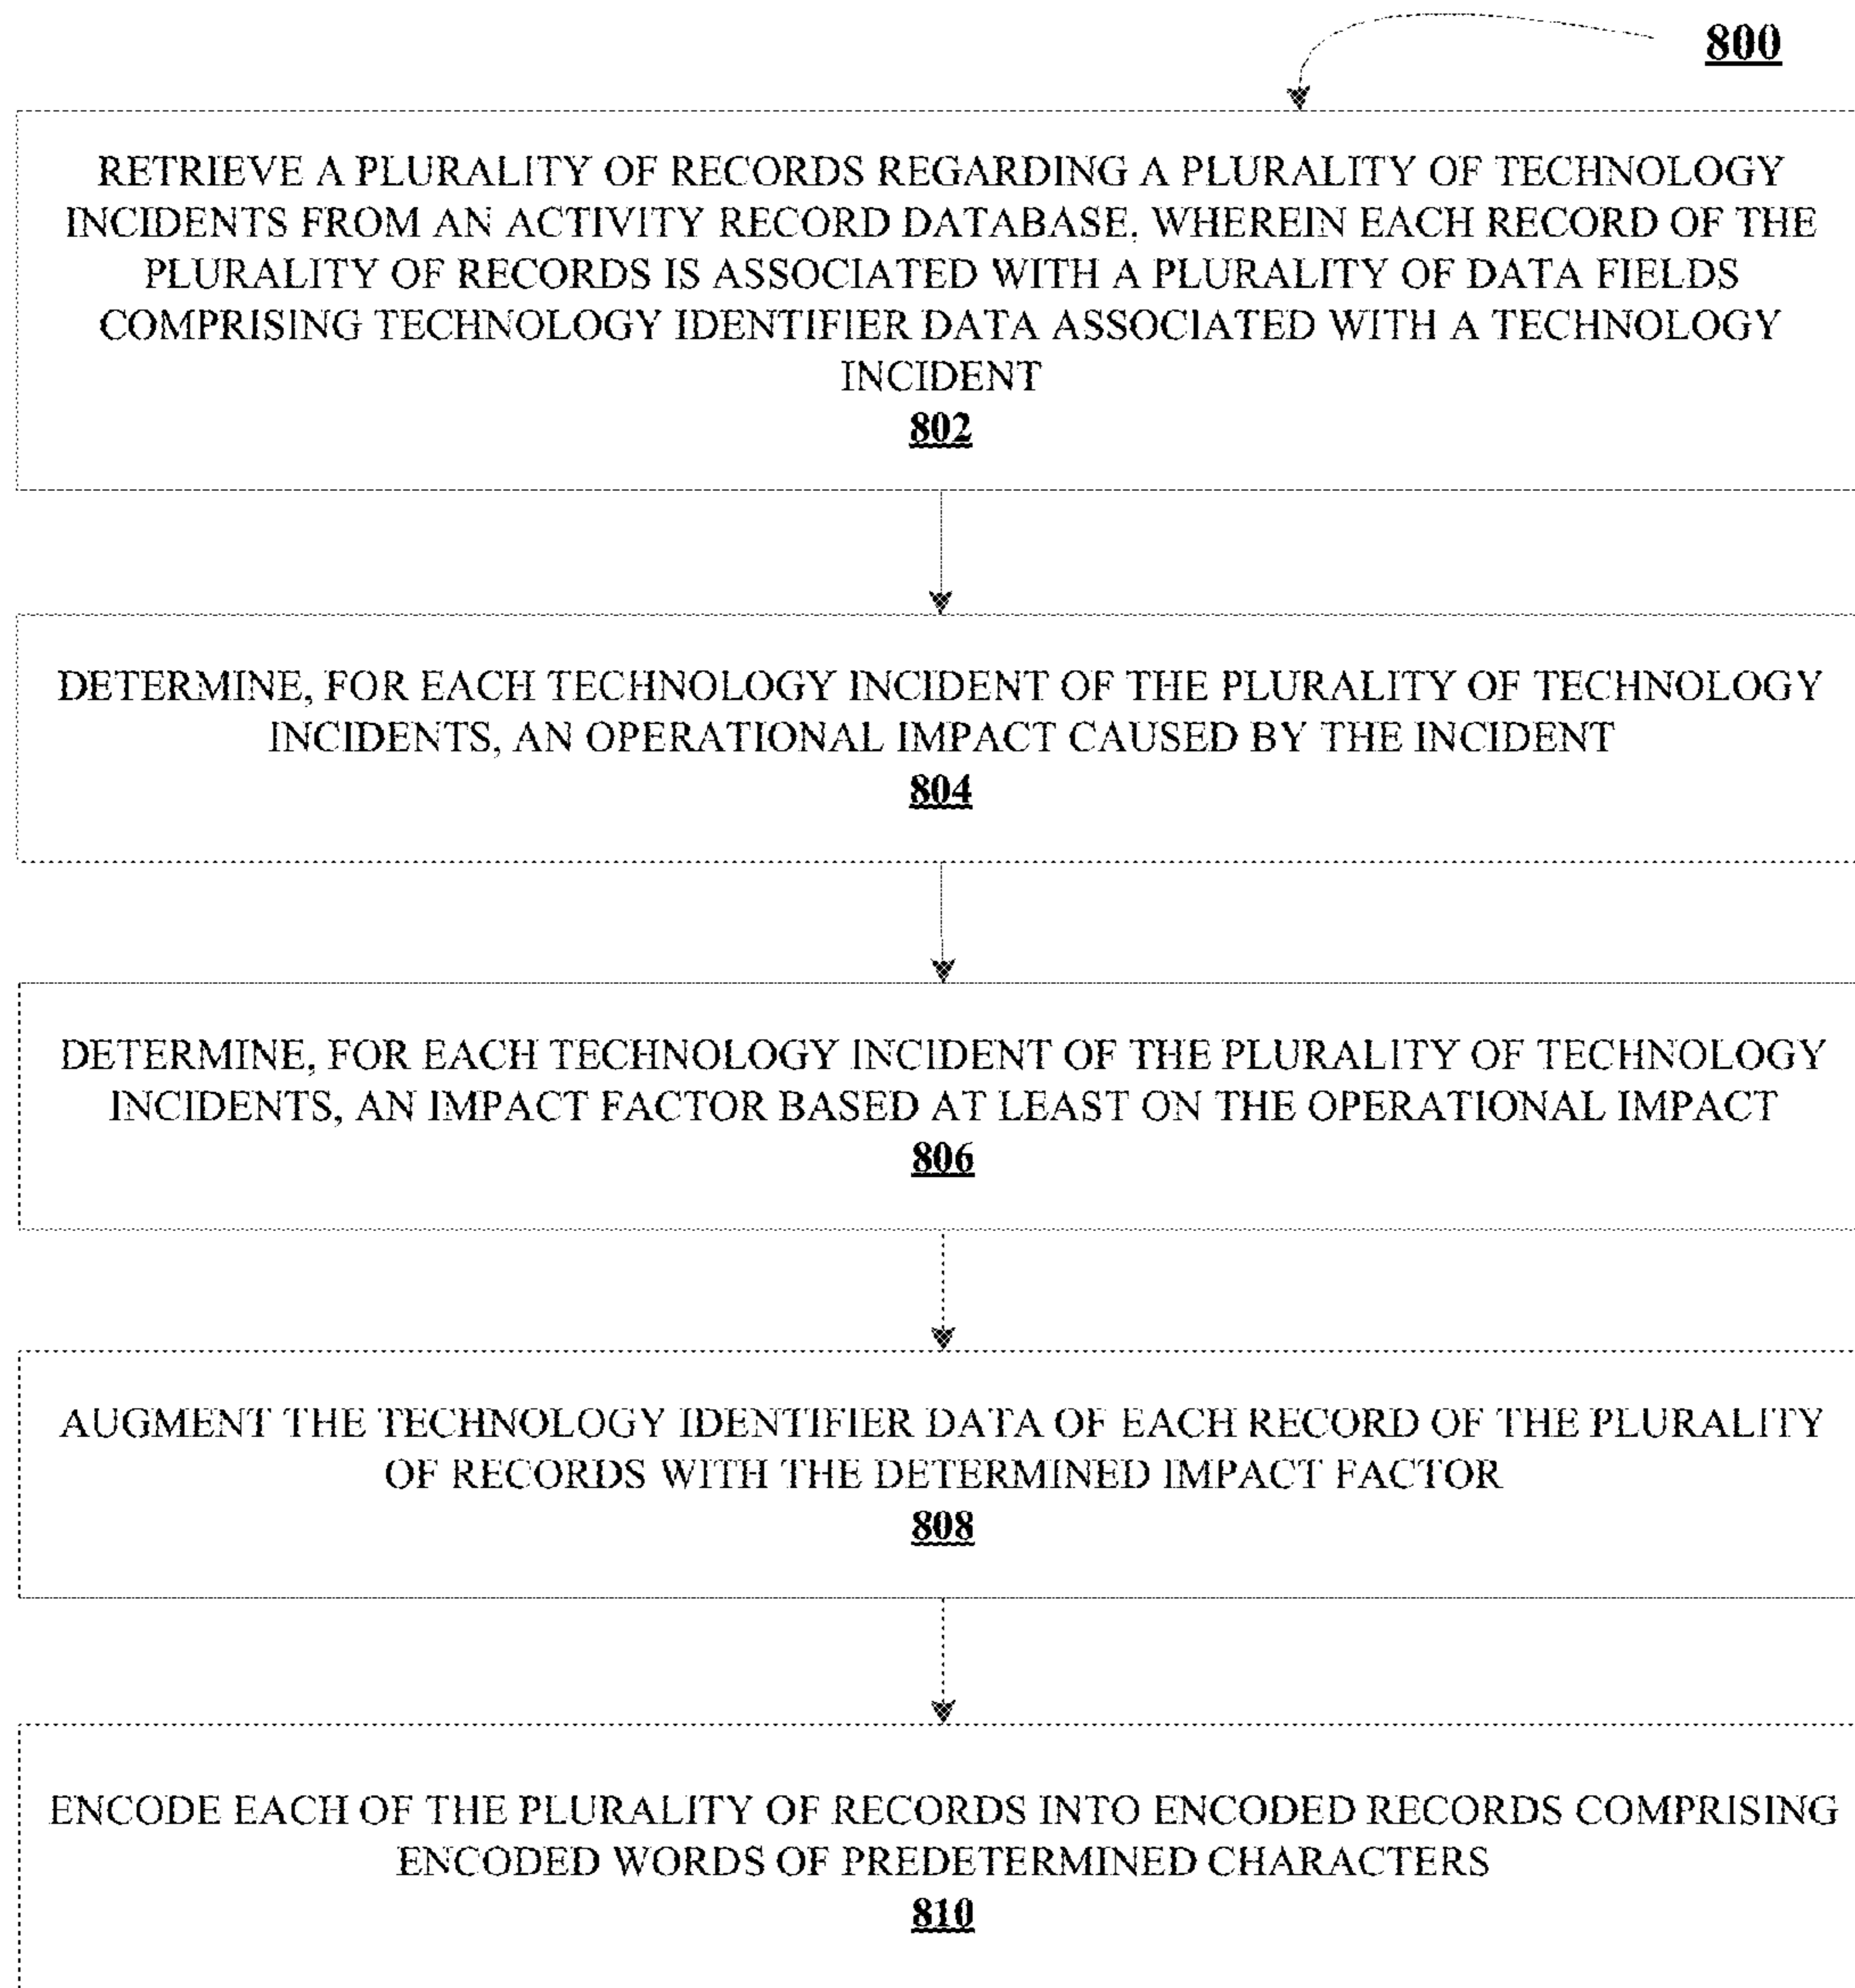 800
RETRIEVE A PLURALITY OF RECORDS REGARDING A PLURALITY OF TECHNOLOGY
INCIDENTS FROM AN ACTIVITY RECORD DATABASE, WHEREIN EACH RECORD OF THE
PLURALITY OF RECORDS IS ASSOCIATED WITH A PLURALITY OF DATA FIELDS
COMPRISING TECHNOLOGY IDENTIFIER DATA ASSOCIATED WITH A TECHNOLOGY
INCIDENT
802
DETERMINE, FOR EACH TECHNOLOGY INCIDENT OF THE PLURALITY OF TECHNOLOGY
INCIDENTS, AN OPERATIONAL IMPACT CAUSED BY THE INCIDENT
804
DETERMINE, FOR EACH TECHNOLOGY INCIDENT OF THE PLURALITY OF TECHNOLOGY
INCIDENTS, AN IMPACT FACTOR BASED AT LEAST ON THE OPERATIONAL IMPACT
806
AUGMENT THE TECHNOLOGY IDENTIFIER DATA OF EACH RECORD OF THE PLURALITY
OF RECORDS WITH THE DETERMINED IMPACT FACTOR
808
ENCODE EACH OF THE PLURALITY OF RECORDS INTO ENCODED RECORDS COMPRISING
ENCODED WORDS OF PREDETERMINED CHARACTERS
810